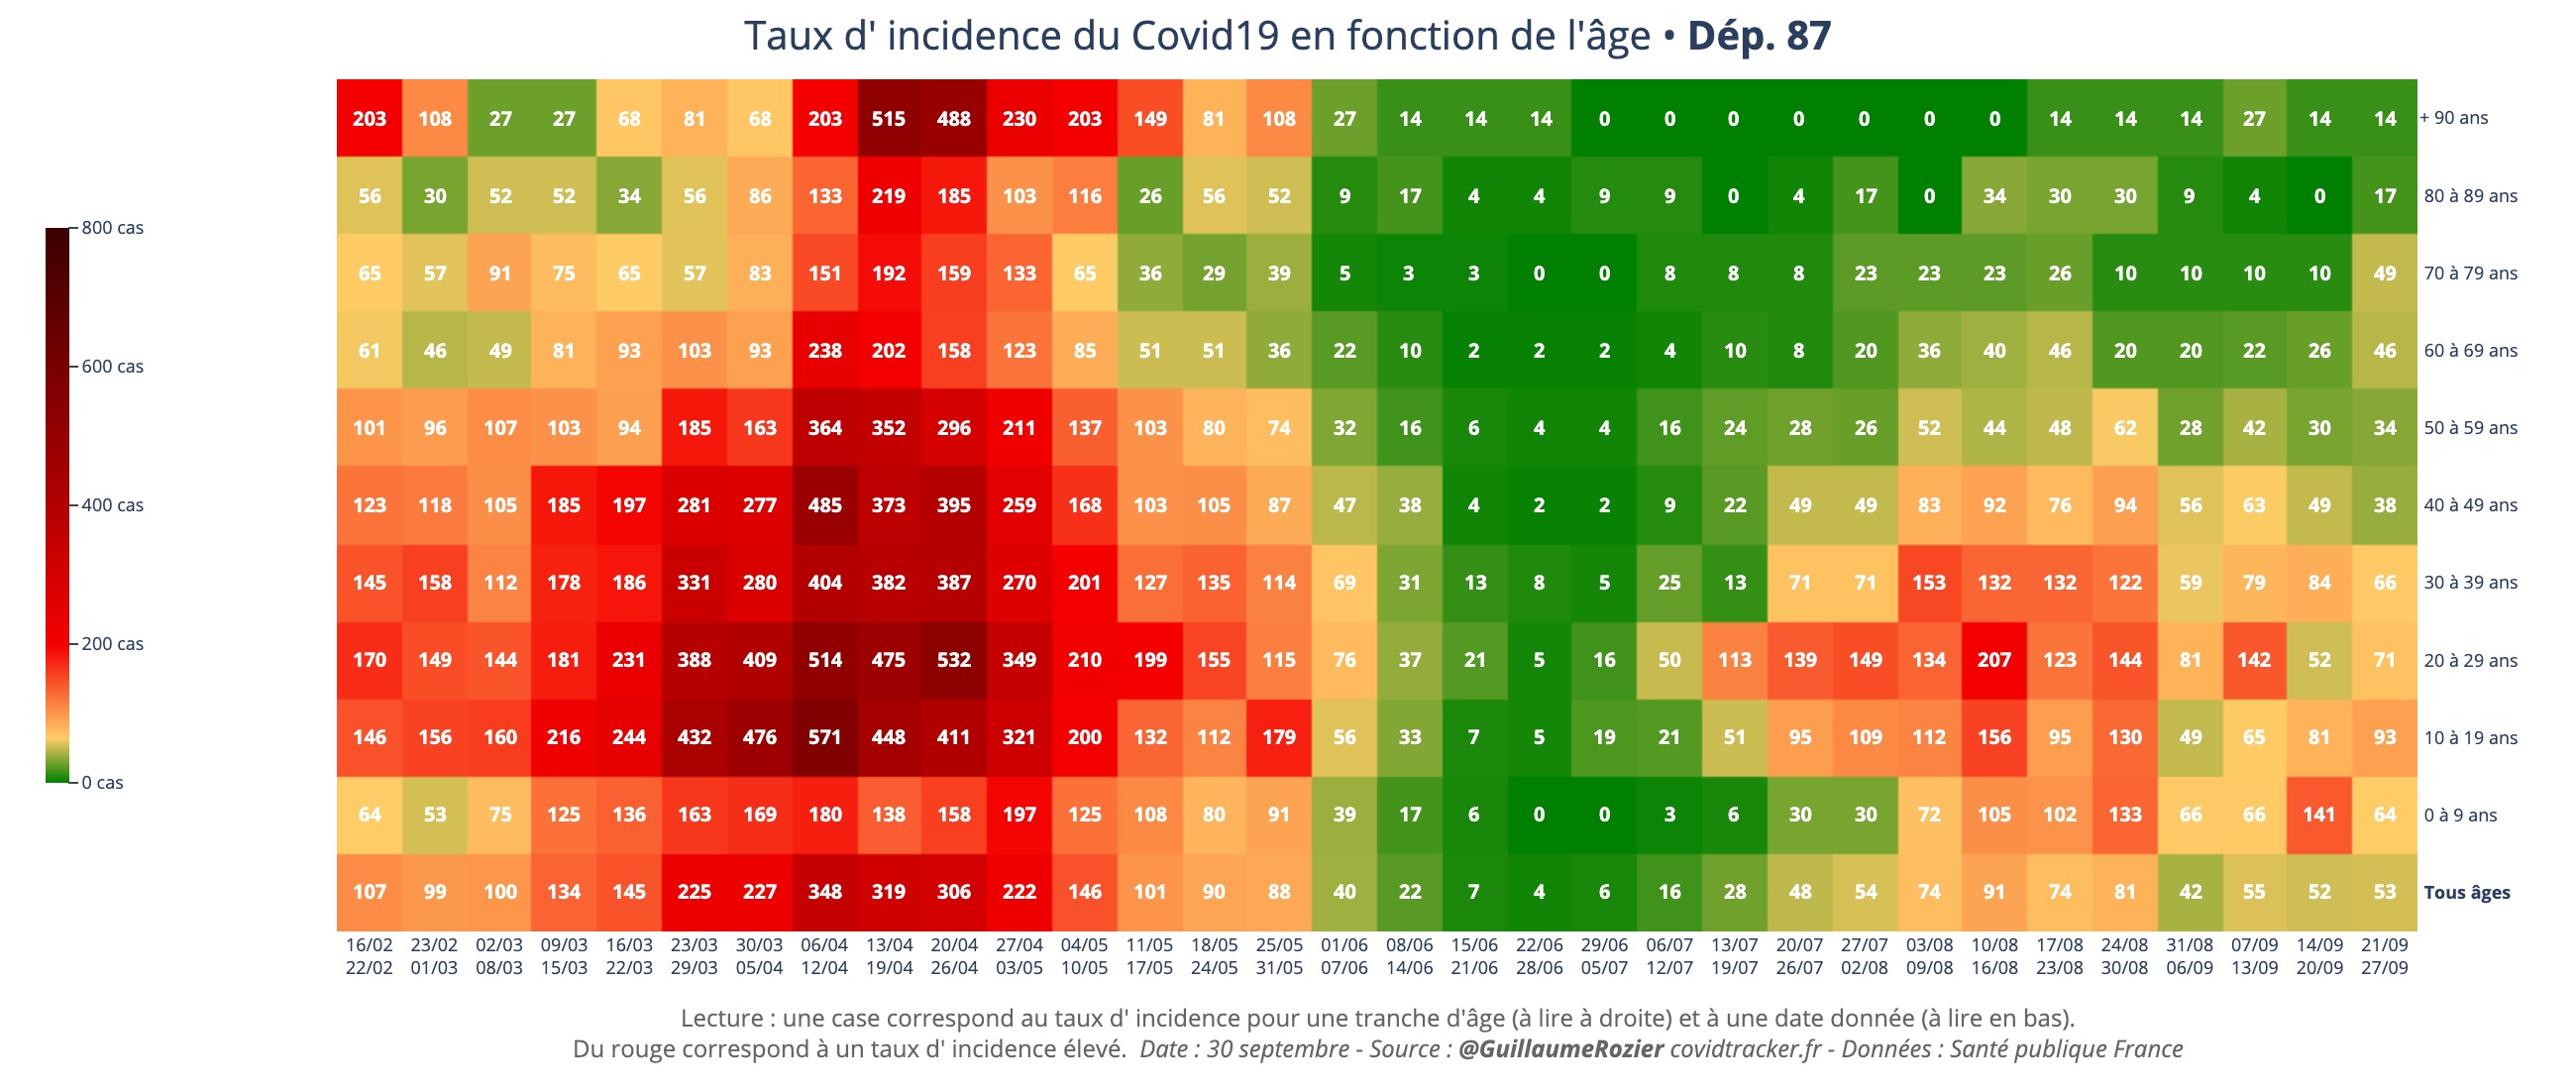 Taux d' incidence du Covid19 en fonction de l'âge • Dép. 87
203 108 27 27 68 81 68 203 515 488 230 203 149 81 108 27 14 14 14 0 0 0 0 0 0 0 14 14 14 27 14 14 + 90 ans
56 30 52 52 34 56 86 133 219 185 103 116 26 56 52 9 17 4 4 9 9 0 4 17 0 34 30 30 9 4 0 17 80 à 89 ans
800 cas
65 57 91 75 65 57 83 151 192 159 133 65 36 29 39 5 3 3 0 0 8 8 8 23 23 23 26 10 10 10 10 49 70 à 79 ans
61 46 49 81 93 103 93 238 202 158 123 85 51 51 36 22 10 2 2 2 4 10 8 20 36 40 46 20 20 22 26 46 60 à 69 ans
600 cas
101 96 107 103 94 185 163 364 352 296 211 137 103 80 74 32 16 6 4 4 16 24 28 26 52 44 48 62 28 42 30 34 50 à 59 ans
400 cas
123 118 105 185 197 281 277 485 373 395 259 168 103 105 87 47 38 4 2 2 9 22 49 49 83 92 76 94 56 63 49 38 40 à 49 ans
145 158 112 178 186 331 280 404 382 387 270 201 127 135 114 69 31 13 8 5 25 13 71 71 153 132 132 122 59 79 84 66 30 à 39 ans
200 cas
170 149 144 181 231 388 409 514 475 532 349 210 199 155 115 76 37 21 5 16 50 113 139 149 134 207 123 144 81 142 52 71 20 à 29 ans
146 156 160 216 244 432 476 571 448 411 321 200 132 112 179 56 33 7 5 19 21 51 95 109 112 156 95 130 49 65 81 93 10 à 19 ans
0 cas
64 53 75 125 136 163 169 180 138 158 197 125 108 80 91 39 17 6 0 0 3 6 30 30 72 105 102 133 66 66 141 64 0 à 9 ans
107 99 100 134 145 225 227 348 319 306 222 146 101 90 88 40 22 7 4 6 16 28 48 54 74 91 74 81 42 55 52 53 Tous âges
16/02 23/02 02/03 09/03 16/03 23/03 30/03 06/04 13/04 20/04 27/04 04/05 11/05 18/05 25/05 01/06 08/06 15/06 22/06 29/06 06/07 13/07 20/07 27/07 03/08 10/08 17/08 24/08 31/08 07/09 14/09 21/09
22/02 01/03 08/03 15/03 22/03 29/03 05/04 12/04 19/04 26/04 03/05 10/05 17/05 24/05 31/05 07/06 14/06 21/06 28/06 05/07 12/07 19/07 26/07 02/08 09/08 16/08 23/08 30/08 06/09 13/09 20/09 27/09
Lecture : une case correspond au taux d' incidence pour une tranche d'âge (à lire à droite) et à une date donnée (à lire en bas).
Du rouge correspond à un taux d' incidence élevé. Date : 30 septembre - Source : @GuillaumeRozier covidtracker.fr - Données : Santé publique France